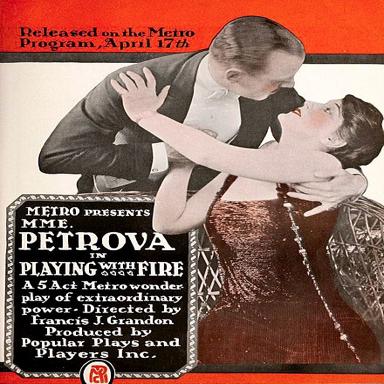 Released on the Metro
Program, April 17th
METRO PRESENTS
MME.
PETROVA
IN
PLAYING WITH FIRE
A 5 Act Metro wonder
play of extraordinary
power - Directed by
Francis J. Grandon
Produced by
Popular Plays and
Players Inc.